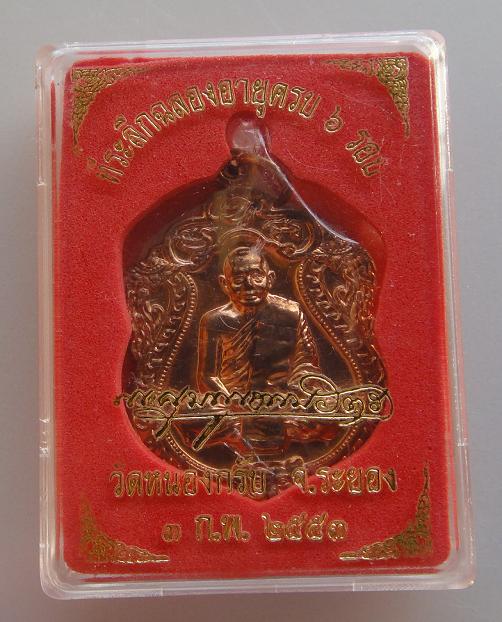 ที่ระลึกฉลองอายุครบ ๖ รอบ
วัดหนองกรับ จ.ระยอง
๓ ก.พ. ๒๕๕๓